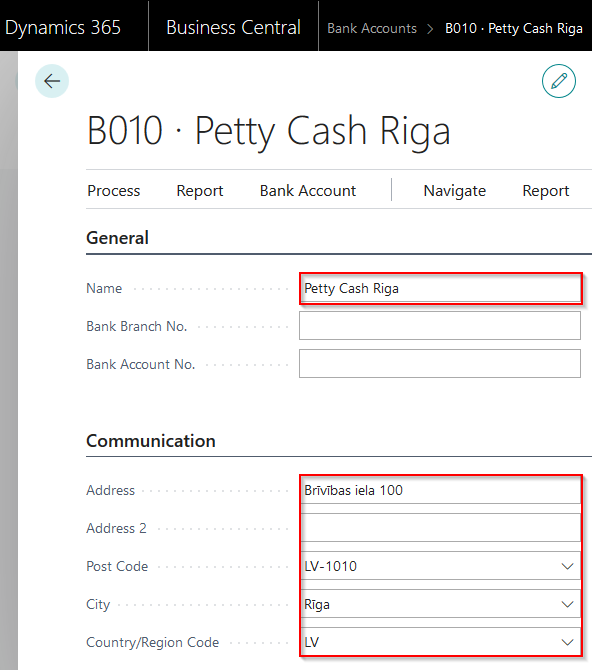 Dynamics 365 Business Central Bank Accounts > B010 · Petty Cash Riga
B010 · Petty Cash Riga
Process Report Bank Account Navigate Report
General
Name Petty Cash Riga
Bank Branch No.
Bank Account No.
Communication
Address Brīvības iela 100
Address 2
Post Code LV-1010
City Rīga
Country/Region Code LV